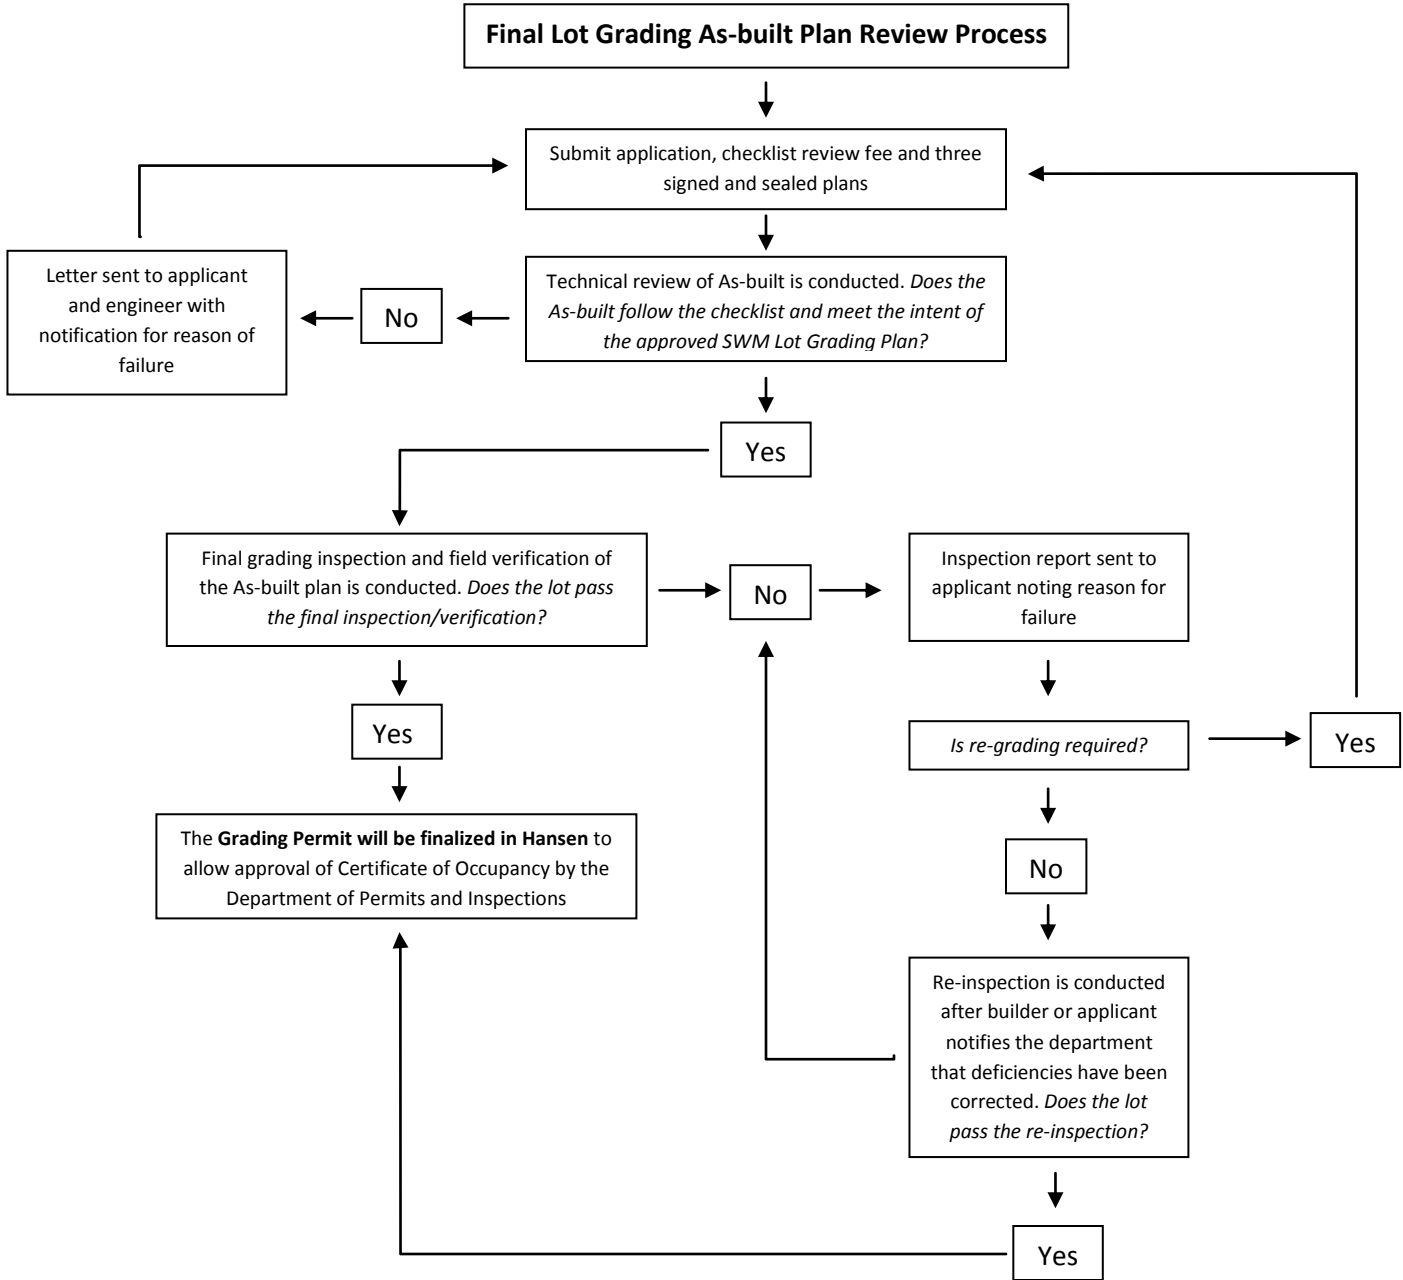 Final Lot Grading As-built Plan Review Process
Submit application, checklist review fee and three
signed and sealed plans
Letter sent to applicant
and engineer with
notification for reason of
failure
No
Technical review of As-built is conducted. Does the
As-built follow the checklist and meet the intent of
the approved SWM Lot Grading Plan?
Yes
Final grading inspection and field verification of
the As-built plan is conducted. Does the lot pass
the final inspection/verification?
No
Inspection report sent to
applicant noting reason for
failure
Yes
Is re-grading required?
Yes
The Grading Permit will be finalized in Hansen to
allow approval of Certificate of Occupancy by the
Department of Permits and Inspections
No
Re-inspection is conducted
after builder or applicant
notifies the department
that deficiencies have been
corrected. Does the lot
pass the re-inspection?
Yes